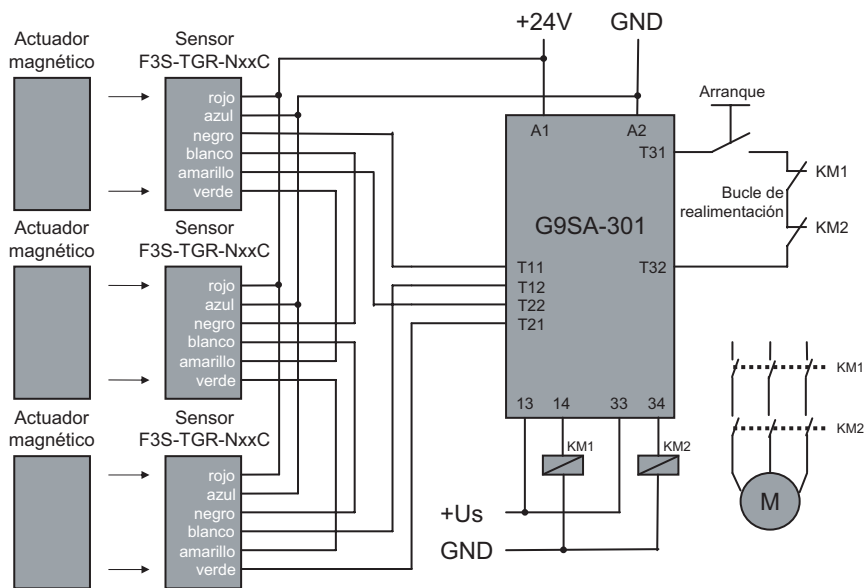 Actuador
magnético
Sensor
F3S-TGR-NxxC
rojo
azul
negro
blanco
amarillo
verde
Actuador
magnético
Sensor
F3S-TGR-NxxC
rojo
azul
negro
blanco
amarillo
verde
Actuador
magnético
Sensor
F3S-TGR-NxxC
rojo
azul
negro
blanco
amarillo
verde
+24V
GND
A1
A2
T31
G9SA-301
T11
T12
T22
T21
T32
13
14
33
34
Arranque
KM1
Bucle de
realimentación
KM2
KM1
KM2
+Us
GND
KM1
KM2
M